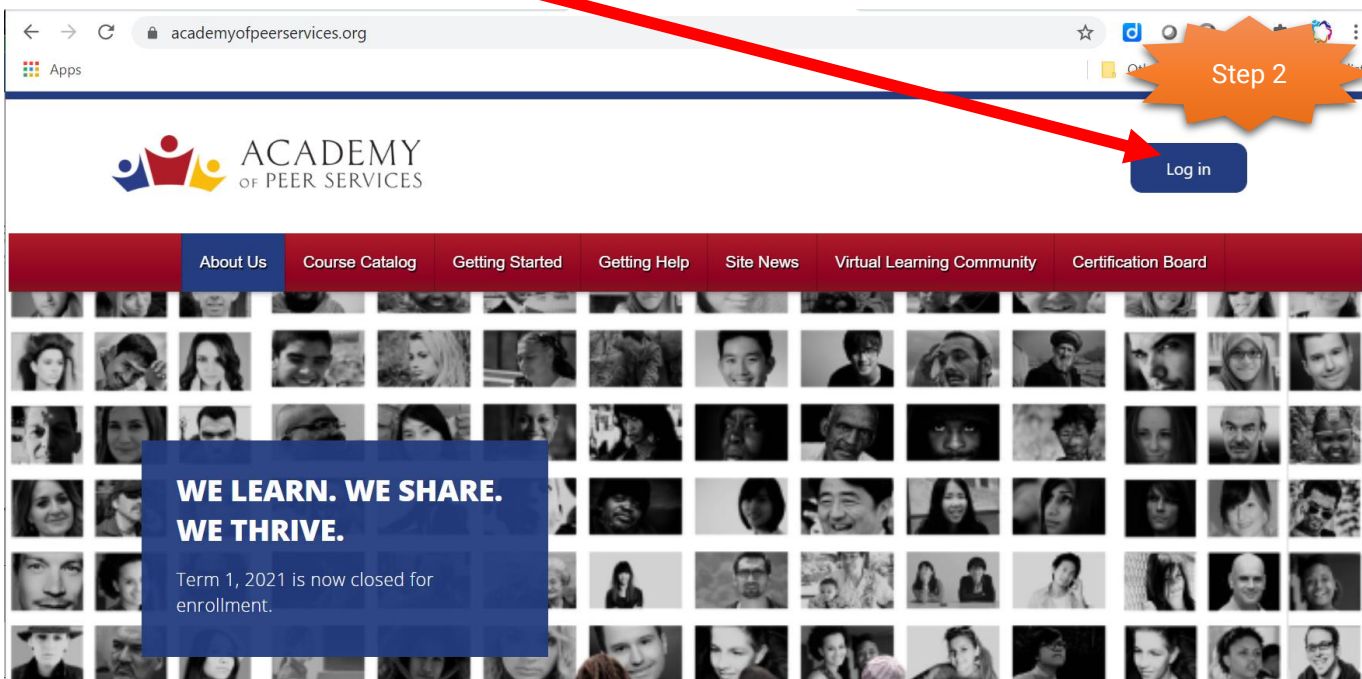 academyofpeerservices.org
Apps
Step 2
ACADEMY
OF PEER SERVICES
Log in
About Us Course Catalog Getting Started Getting Help Site News Virtual Learning Community Certification Board
WE LEARN. WE SHARE.
WE THRIVE.
Term 1, 2021 is now closed for
enrollment.